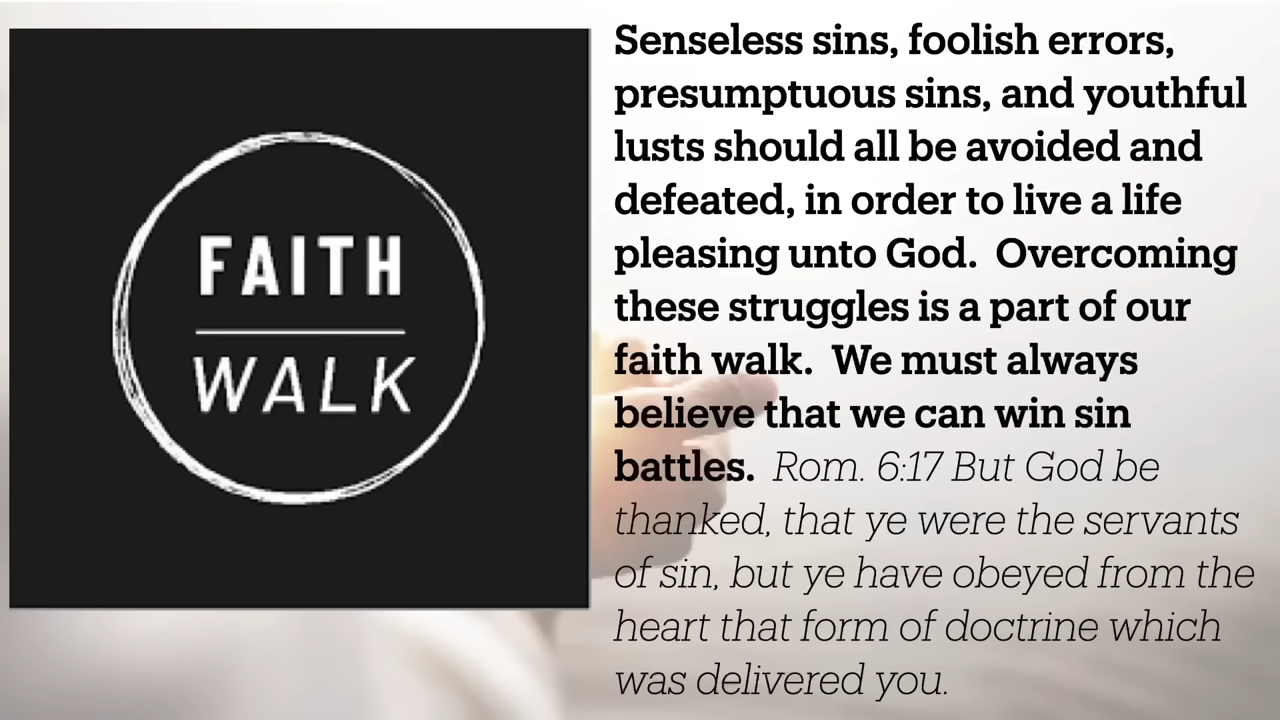 FAITH
WALK
Senseless sins, foolish errors,
presumptuous sins, and youthful
lusts should all be avoided and
defeated, in order to live a life
pleasing unto God.  Overcoming
these struggles is a part of our
faith walk.  We must always
believe that we can win sin
battles.  Rom. 6:17 But God be
thanked, that ye were the servants
of sin, but ye have obeyed from the
heart that form of doctrine which
was delivered you.